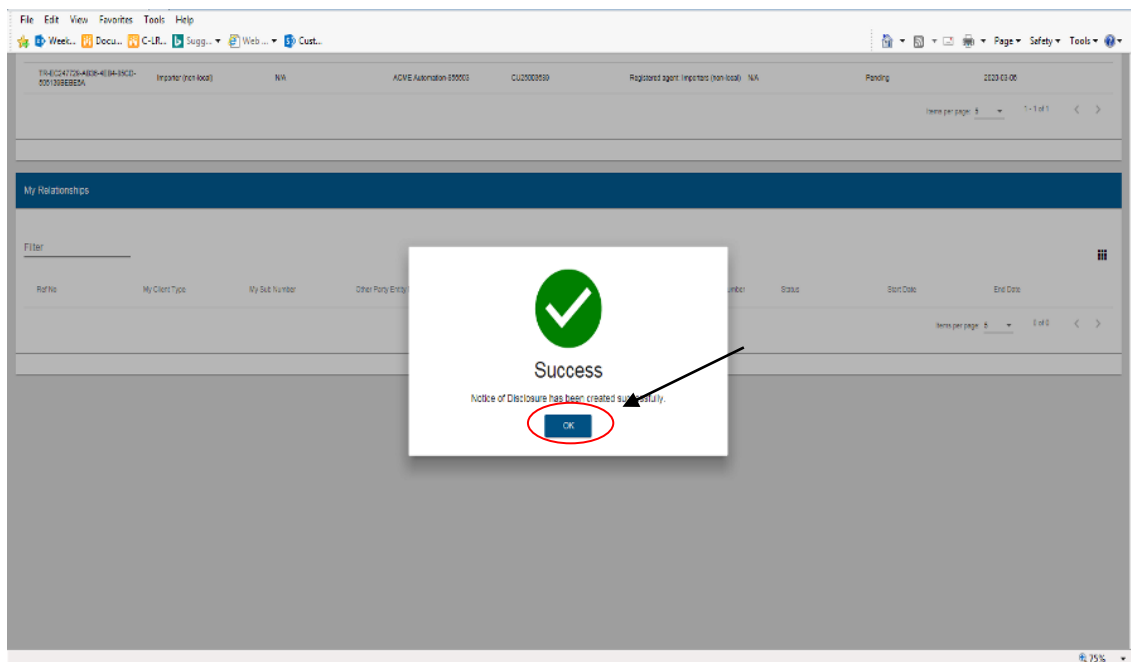 File Edit View Favorites Tools Help
Week... Docu... C-LR... Sugg... Web ... Cust...
Page Safety Tools
Importer (non-local) N/A ACME Automation Registered agent: Importers (non-local) N/A Pending 2020-03-06
Items per page: 5 1 - 1 of 1
My Relationships
Filter
Ref No My Client Type My Sub Number Other Party Entity Status Start Date End Date
Items per page: 5 0 of 0
Success
Notice of Disclosure has been created successfully.
OK
75%